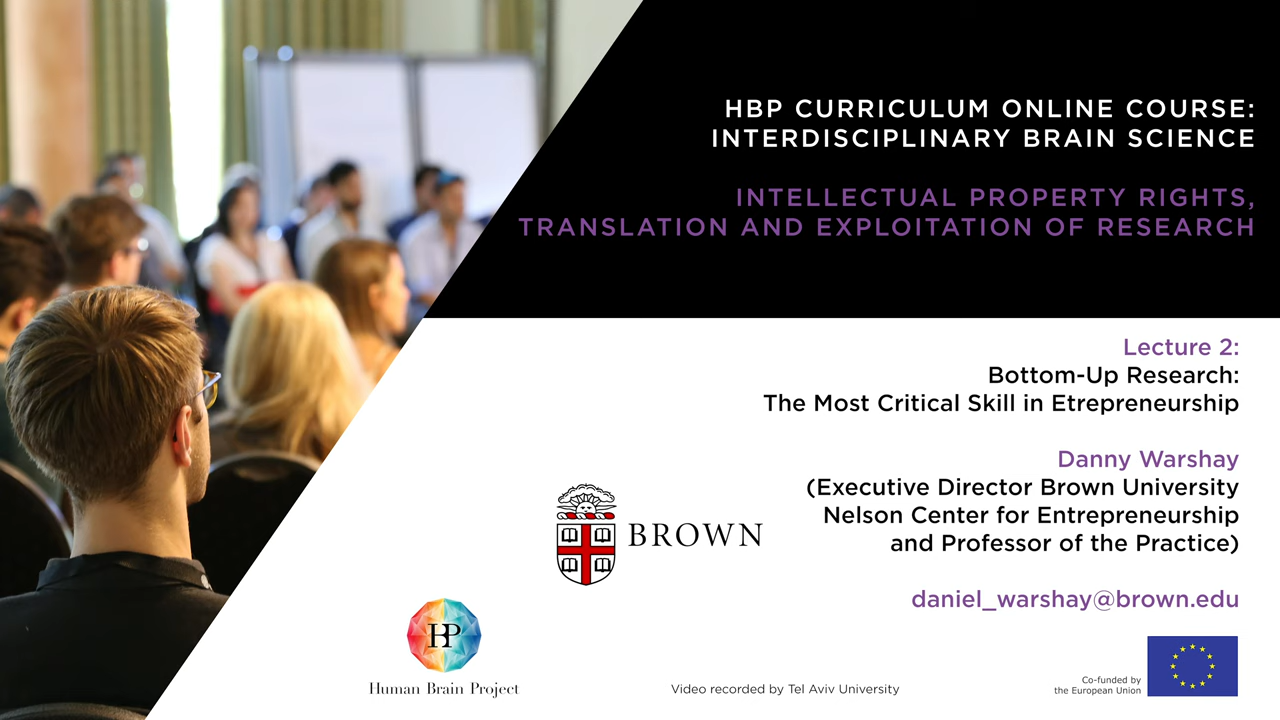 HBP CURRICULUM ONLINE COURSE:
INTERDISCIPLINARY BRAIN SCIENCE
INTELLECTUAL PROPERTY RIGHTS,
TRANSLATION AND EXPLOITATION OF RESEARCH
Lecture 2:
Bottom-Up Research:
The Most Critical Skill in Etrepreneurship
Danny Warshay
(Executive Director Brown University
Nelson Center for Entrepreneurship
and Professor of the Practice)
daniel_warshay@brown.edu
BROWN
HP
Human Brain Project
Video recorded by Tel Aviv University
Co-funded by
the European Union